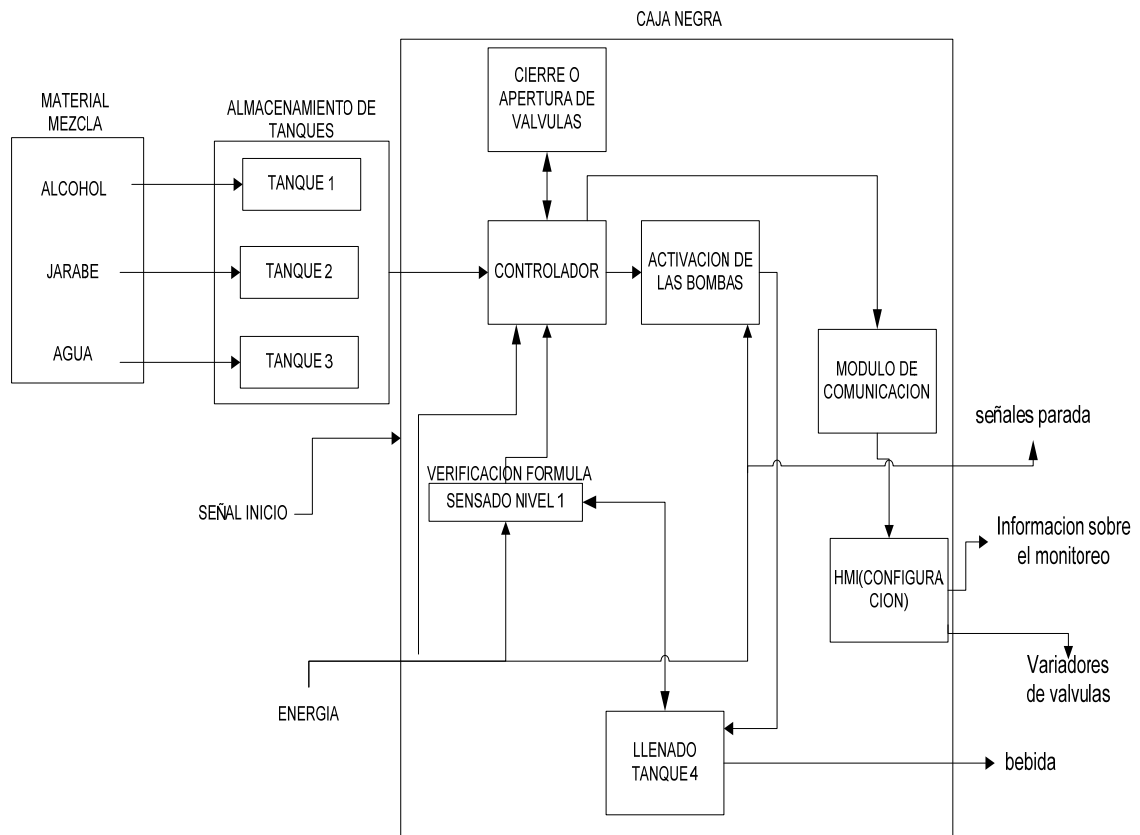 CAJA NEGRA
MATERIAL
MEZCLA
ALCOHOL
JARABE
AGUA
ALMACENAMIENTO DE
TANQUES
TANQUE 1
TANQUE 2
TANQUE 3
SEÑAL INICIO
ENERGIA
CIERRE O
APERTURA DE
VALVULAS
CONTROLADOR
ACTIVACION DE
LAS BOMBAS
VERIFICACION FORMULA
SENSADO NIVEL 1
MODULO DE
COMUNICACION
HMI(CONFIGURA
CION)
LLENADO
TANQUE 4
señales parada
Informacion sobre
el monitoreo
Variadores
de valvulas
bebida